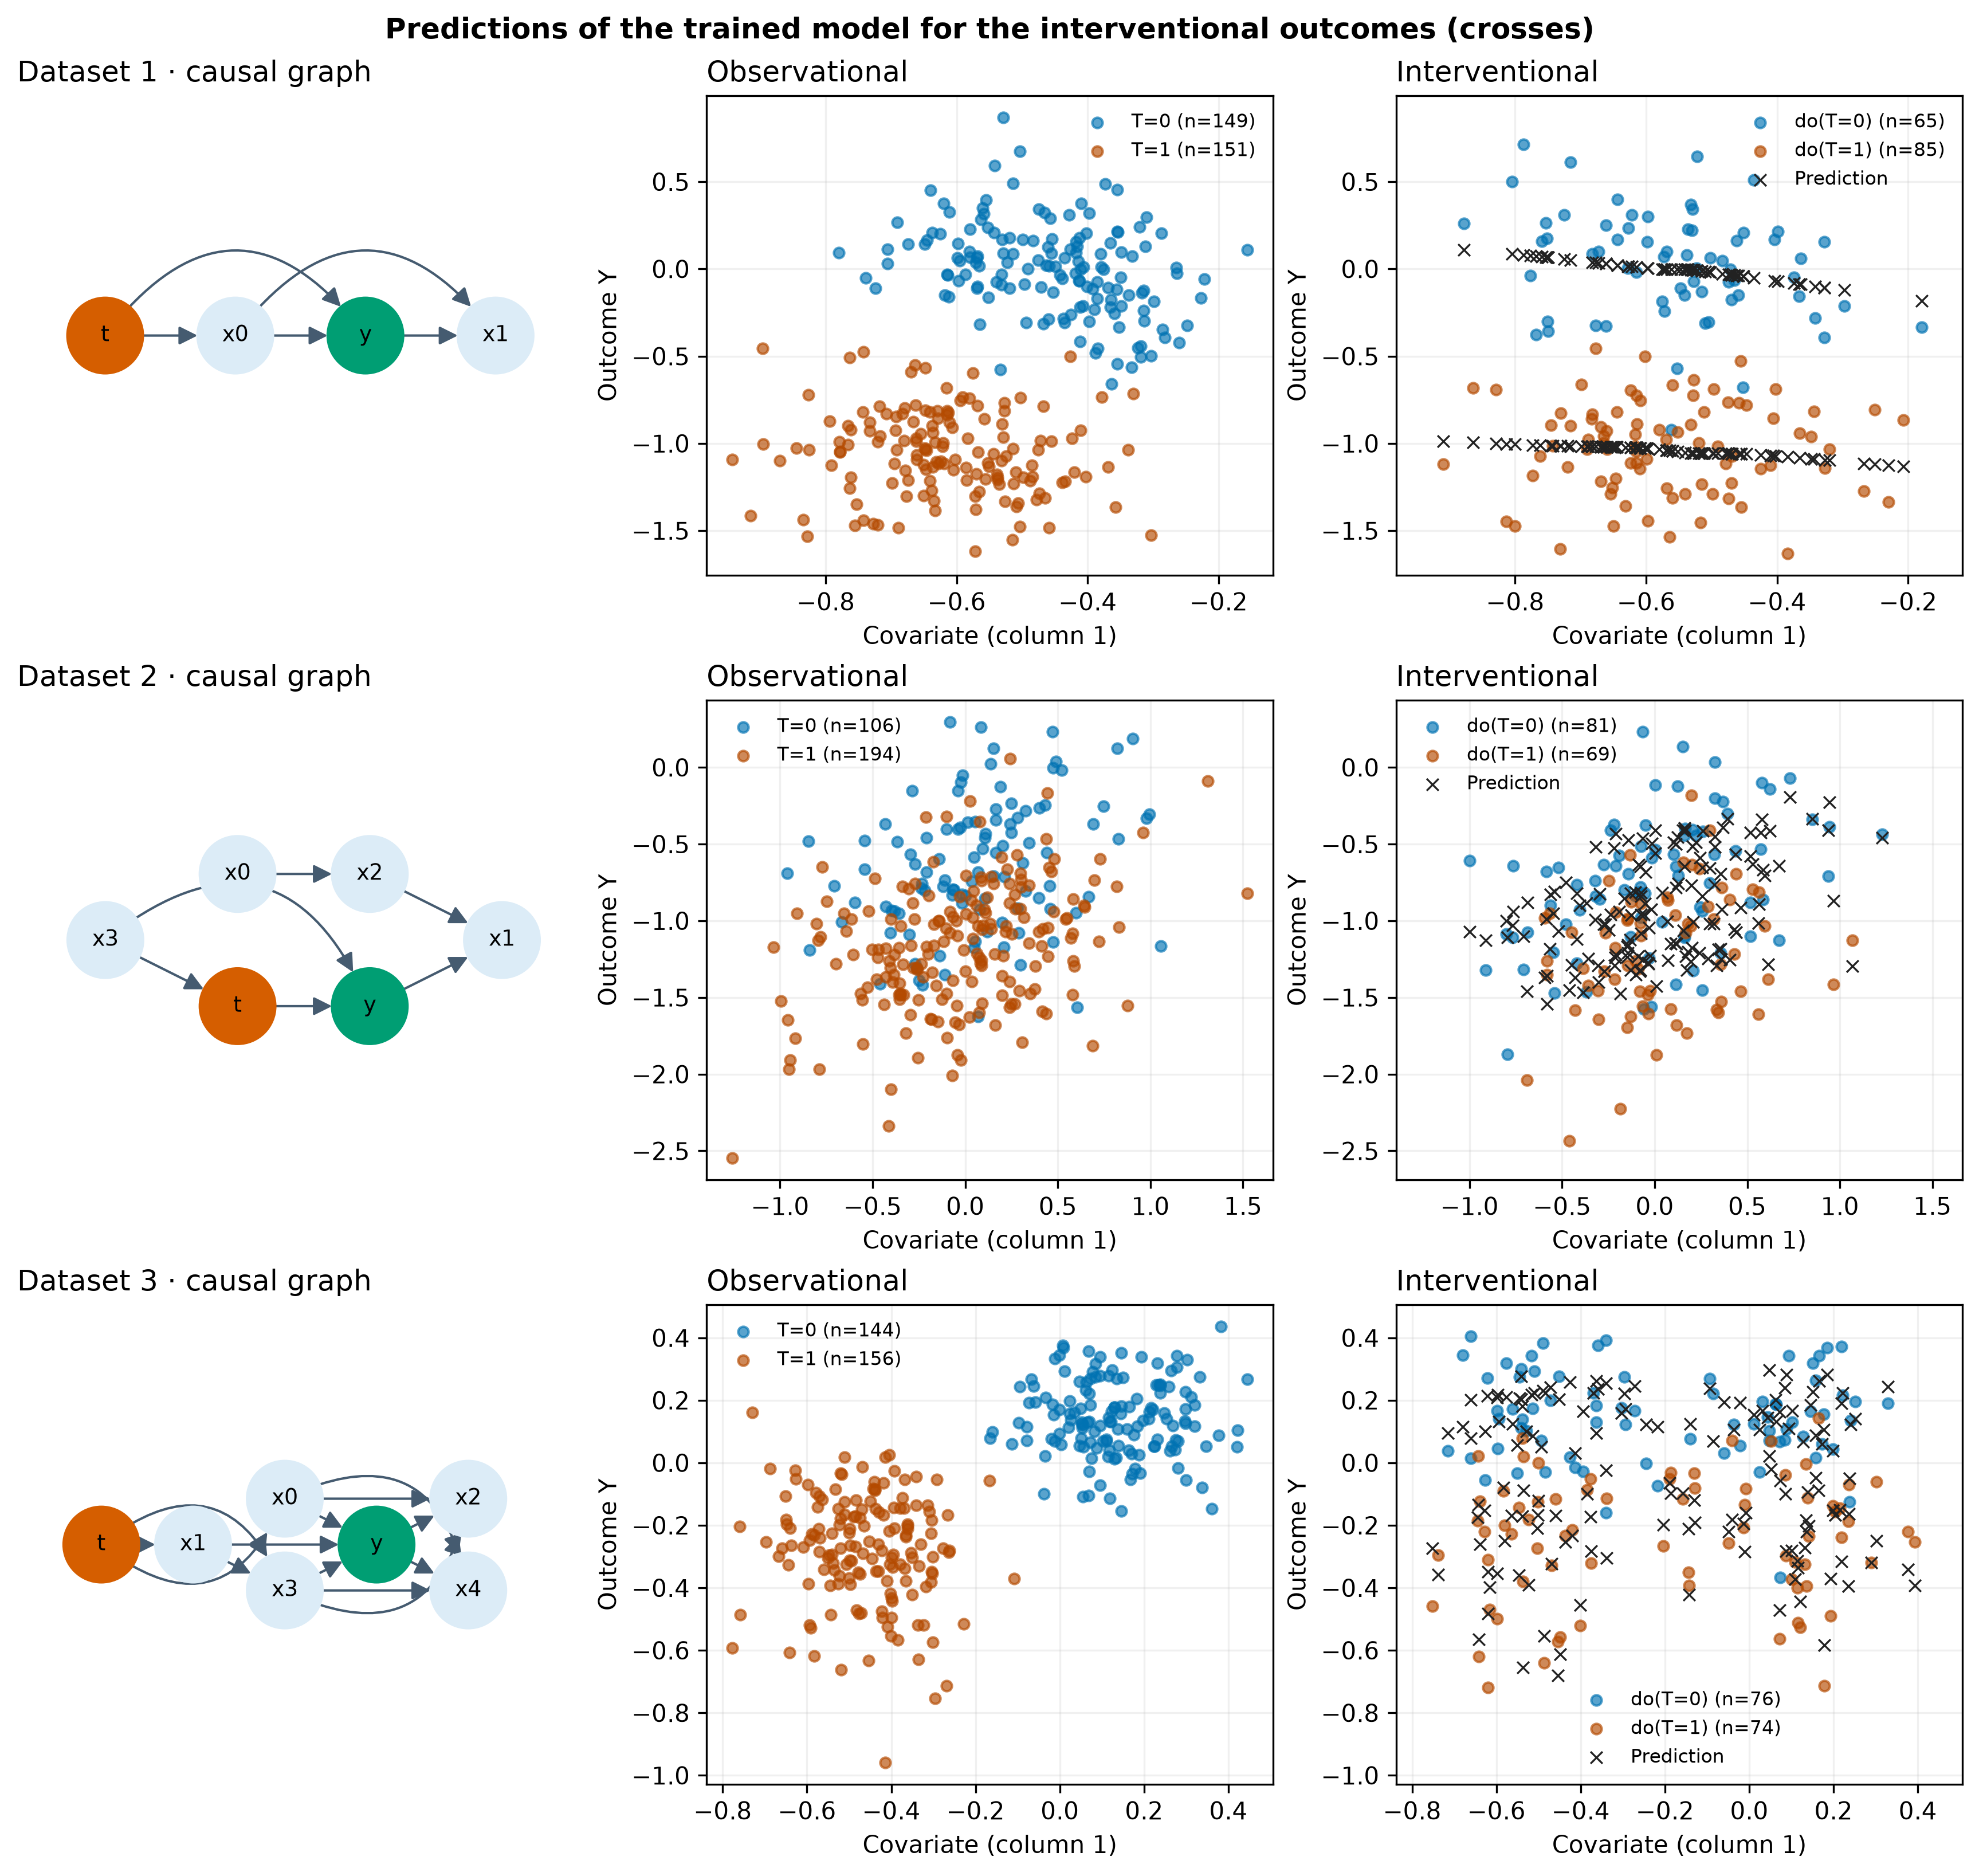 Predictions of the trained model for the interventional outcomes (crosses)
Dataset 1 · causal graph
t
x0
y
x1
Observational
T=0 (n=149)
T=1 (n=151)
0.5
0.0
−0.5
−1.0
−1.5
Outcome Y
−0.8
−0.6
−0.4
−0.2
Covariate (column 1)
Interventional
do(T=0) (n=65)
do(T=1) (n=85)
Prediction
0.5
0.0
−0.5
−1.0
−1.5
Outcome Y
−0.8
−0.6
−0.4
−0.2
Covariate (column 1)
Dataset 2 · causal graph
x0
x2
x3
x1
t
y
Observational
T=0 (n=106)
T=1 (n=194)
0.0
−0.5
−1.0
−1.5
−2.0
−2.5
Outcome Y
−1.0
−0.5
0.0
0.5
1.0
1.5
Covariate (column 1)
Interventional
do(T=0) (n=81)
do(T=1) (n=69)
Prediction
0.0
−0.5
−1.0
−1.5
−2.0
−2.5
Outcome Y
−1.0
−0.5
0.0
0.5
1.0
1.5
Covariate (column 1)
Dataset 3 · causal graph
x0
x2
t
x1
y
x3
x4
Observational
T=0 (n=144)
T=1 (n=156)
0.4
0.2
0.0
−0.2
−0.4
−0.6
−0.8
−1.0
Outcome Y
−0.8
−0.6
−0.4
−0.2
0.0
0.2
0.4
Covariate (column 1)
Interventional
do(T=0) (n=76)
do(T=1) (n=74)
Prediction
0.4
0.2
0.0
−0.2
−0.4
−0.6
−0.8
−1.0
Outcome Y
−0.8
−0.6
−0.4
−0.2
0.0
0.2
0.4
Covariate (column 1)